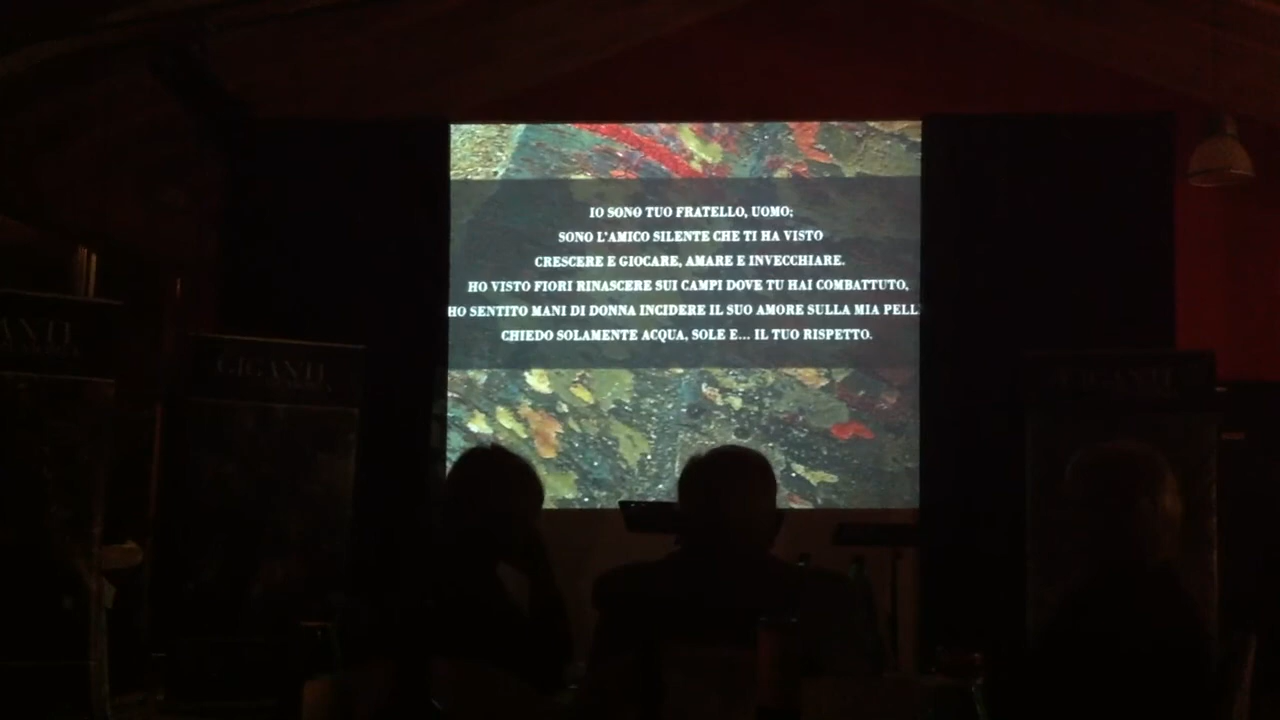 IO SONO TUO FRATELLO, UOMO;
SONO L'AMICO SILENTE CHE TI HA VISTO
CRESCERE E GIOCARE, AMARE E INVECCHIARE.
HO VISTO FIORI RINASCERE SUI CAMPI DOVE TU HAI COMBATTUTO,
HO SENTITO MANI DI DONNA INCIDERE IL SUO AMORE SULLA MIA PELL
CHIEDO SOLAMENTE ACQUA, SOLE E... IL TUO RISPETTO.
GIGANTI